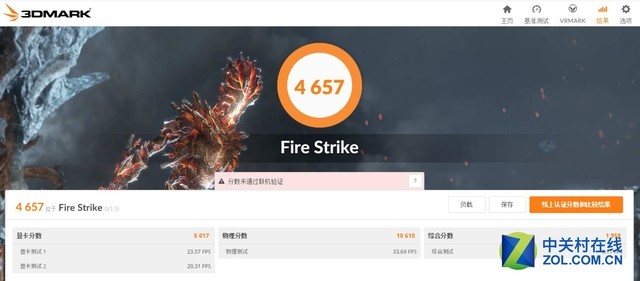 3DMARK
主页 基准测试 VRMARK 结果 选项
4 657
Fire Strike
分数未通过联机验证 ?
4 657 位于 Fire Strike (V1.1)
负载 保存 线上认证分数和比较结果
显卡分数 5 017 物理分数 10 610 综合分数
显卡测试 1 23.57 FPS 物理测试 33.69 FPS 综合测试
显卡测试 2 20.31 FPS
Z 中关村在线
ZOL.COM.CN